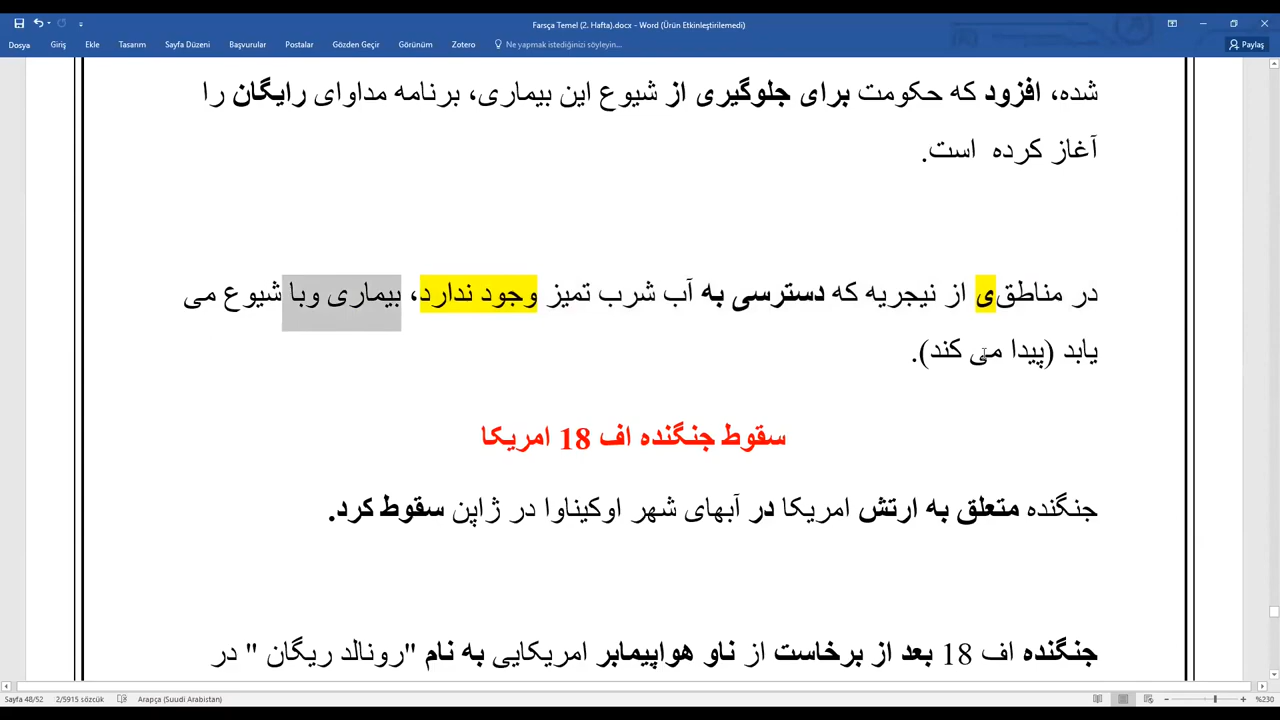 Farsça Temel (2. Hafta).docx - Word (Ürün Etkinleştirilemedi)
Dosya Giriş Ekle Tasarım Sayfa Düzeni Başvurular Postalar Gözden Geçir Görünüm Zotero Ne yapmak istediğinizi söyleyin... Paylaş
شده، افزود که حکومت برای جلوگیری از شیوع این بیماری، برنامه مداوای رایگان را
آغاز کرده است.
در مناطقی از نیجریه که دسترسی به آب شرب تمیز وجود ندارد، بیماری وبا شیوع می
یابد (پیدا می کند).
سقوط جنگنده اف 18 امریکا
جنگنده متعلق به ارتش امریکا در آبهای شهر اوکیناوا در ژاپن سقوط کرد.
جنگنده اف 18 بعد از برخاست از ناو هواپیمابر امریکایی به نام "رونالد ریگان " در
Sayfa 48/52 2/5915 sözcük Arapça (Suudi Arabistan) %230